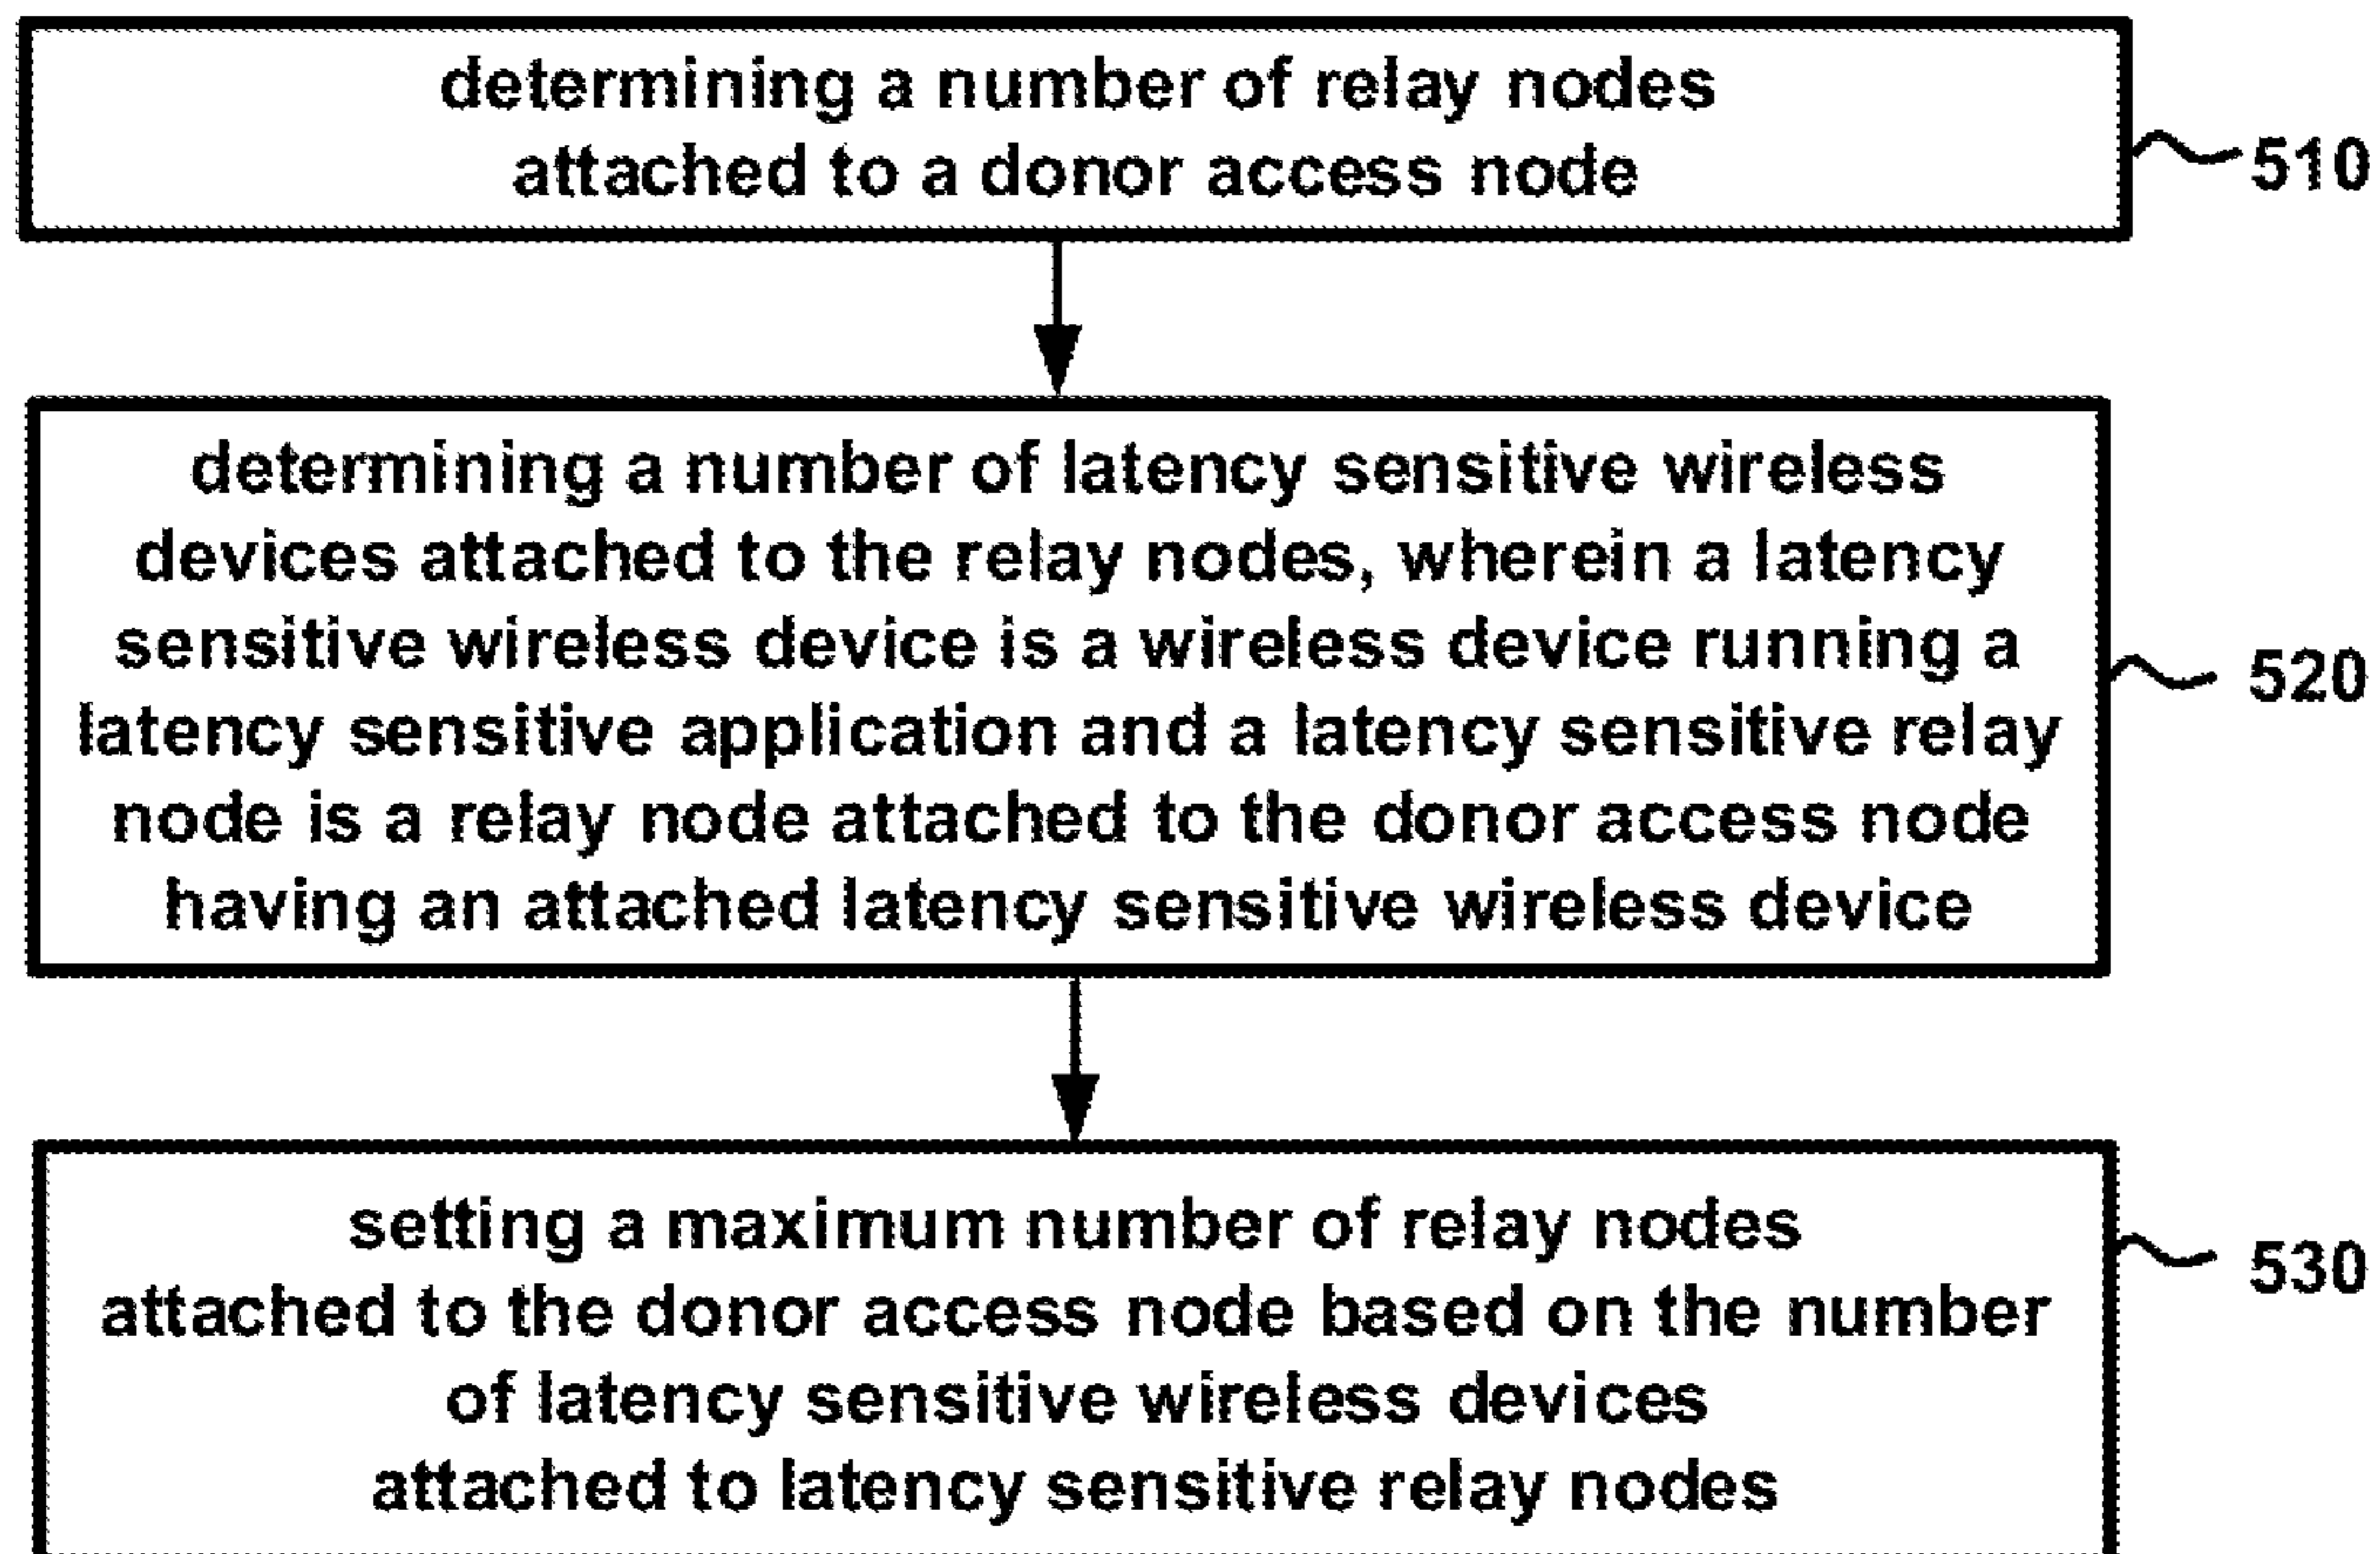 determining a number of relay nodes
attached to a donor access node
510
determining a number of latency sensitive wireless
devices attached to the relay nodes, wherein a latency
sensitive wireless device is a wireless device running a
latency sensitive application and a latency sensitive relay
node is a relay node attached to the donor access node
having an attached latency sensitive wireless device
520
setting a maximum number of relay nodes
attached to the donor access node based on the number
of latency sensitive wireless devices
attached to latency sensitive relay nodes
530